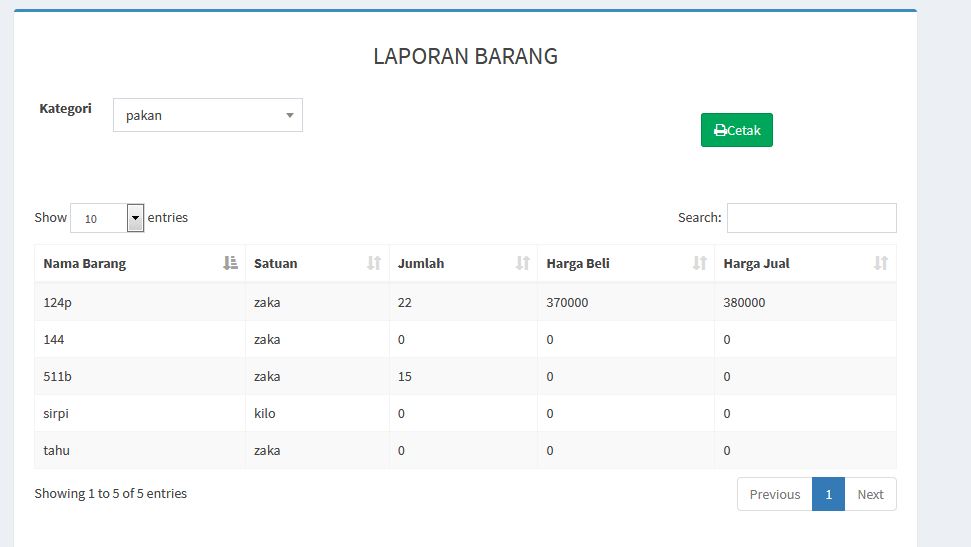 LAPORAN BARANG
Kategori pakan
Cetak
Show 10 entries Search:
Nama Barang Satuan Jumlah Harga Beli Harga Jual
124p zaka 22 370000 380000
144 zaka 0 0 0
511b zaka 15 0 0
sirpi kilo 0 0 0
tahu zaka 0 0 0
Showing 1 to 5 of 5 entries Previous 1 Next